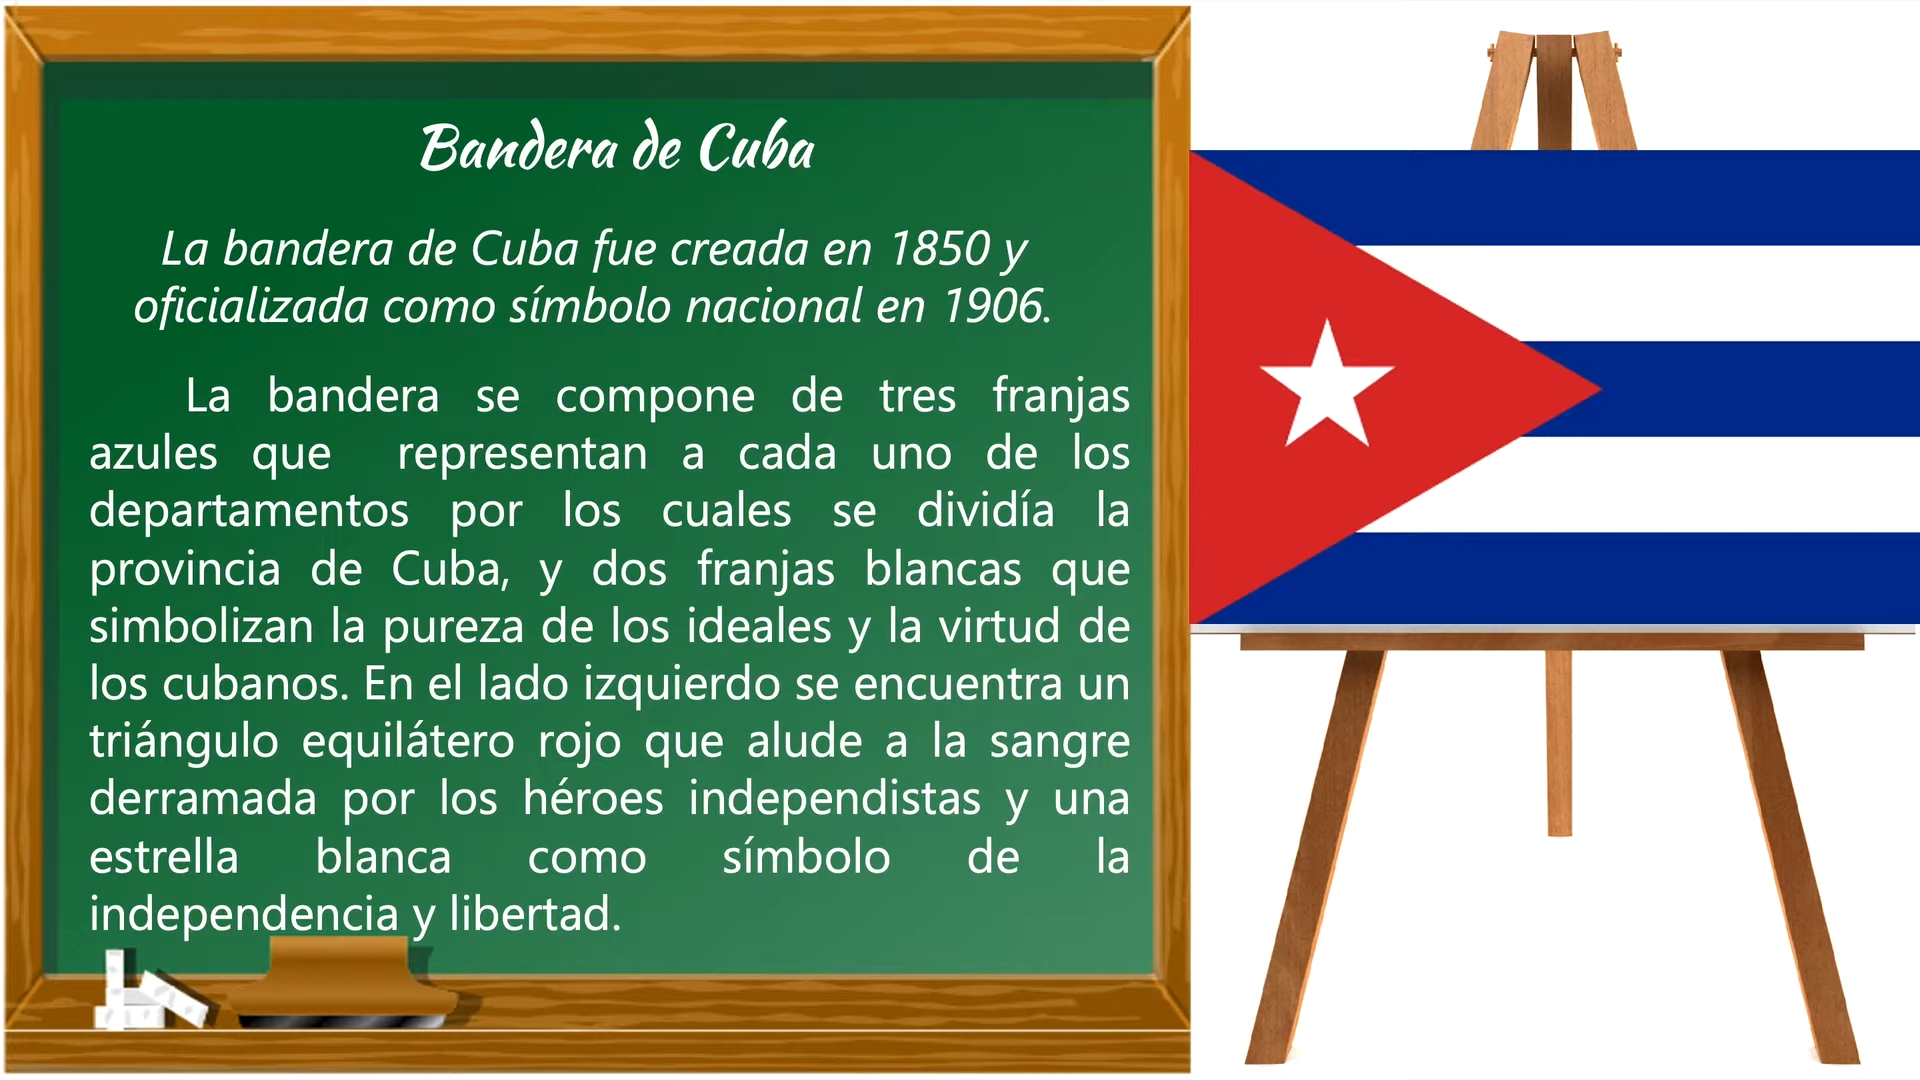 Bandera de Cuba
La bandera de Cuba fue creada en 1850 y
oficializada como símbolo nacional en 1906.
La bandera se compone de tres franjas
azules que representan a cada uno de los
departamentos por los cuales se dividía la
provincia de Cuba, y dos franjas blancas que
simbolizan la pureza de los ideales y la virtud de
los cubanos. En el lado izquierdo se encuentra un
triángulo equilátero rojo que alude a la sangre
derramada por los héroes independistas y una
estrella blanca como símbolo de la
independencia y libertad.